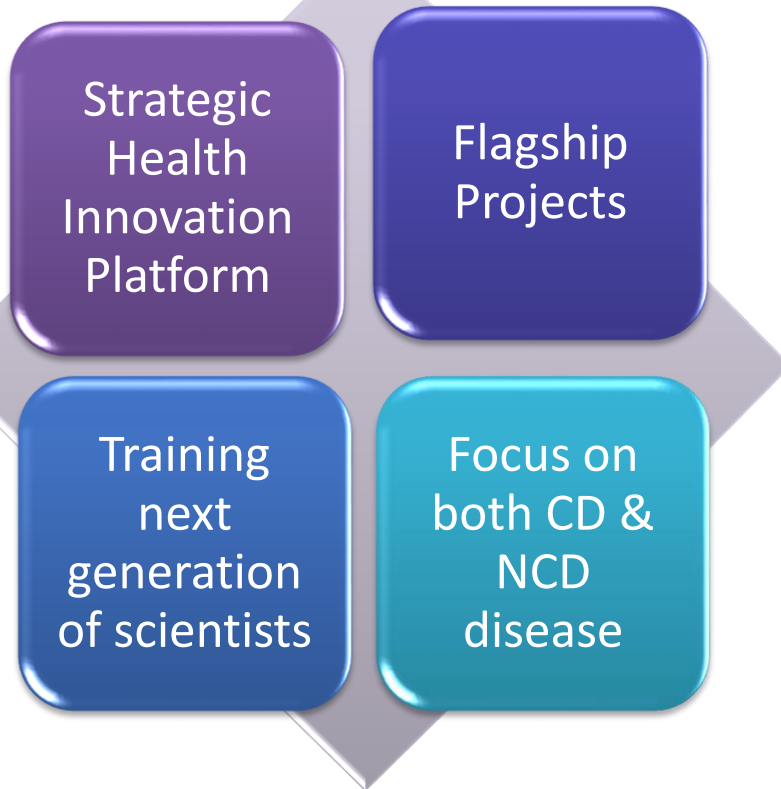 Strategic
Health
Innovation
Platform
Flagship
Projects
Training
next
generation
of scientists
Focus on
both CD &
NCD
disease